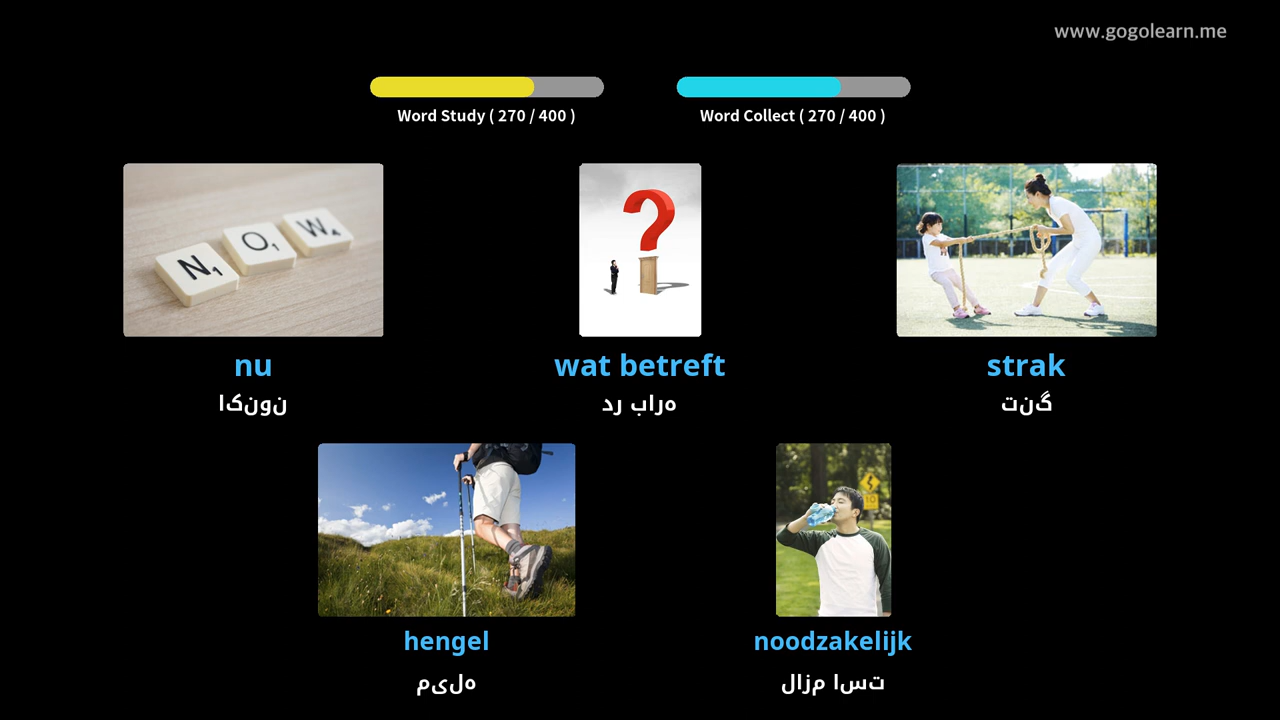 www.gogolearn.me
Word Study ( 270 / 400 )
Word Collect ( 270 / 400 )
nu
اکنون
wat betreft
در باره
strak
تنگ
hengel
میله
noodzakelijk
لازم است